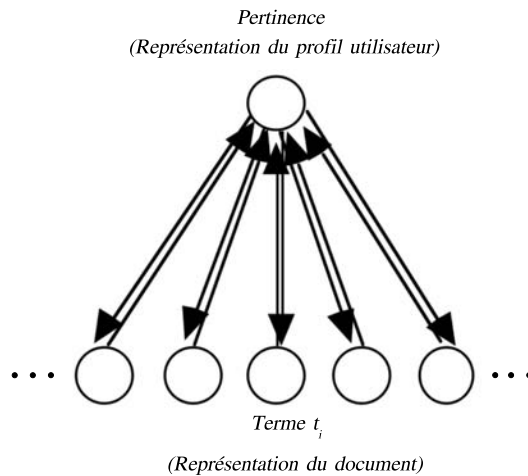 Pertinence
(Représentation du profil utilisateur)
Terme t_i
(Représentation du document)